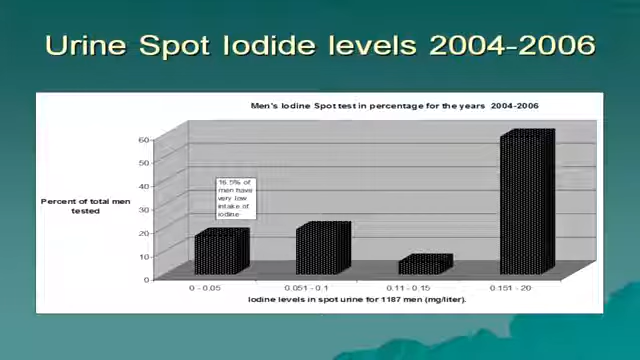 Urine Spot Iodide levels 2004-2006
Men's Iodine Spot test in percentage for the years 2004-2006
60
50
40
30
20
10
0
Percent of total men
tested
16.5% of
men have
very low
intake of
iodine
0 - 0.05
0.051 - 0.1
0.11 - 0.15
0.151 - 20
Iodine levels in spot urine for 1187 men (mg/liter).